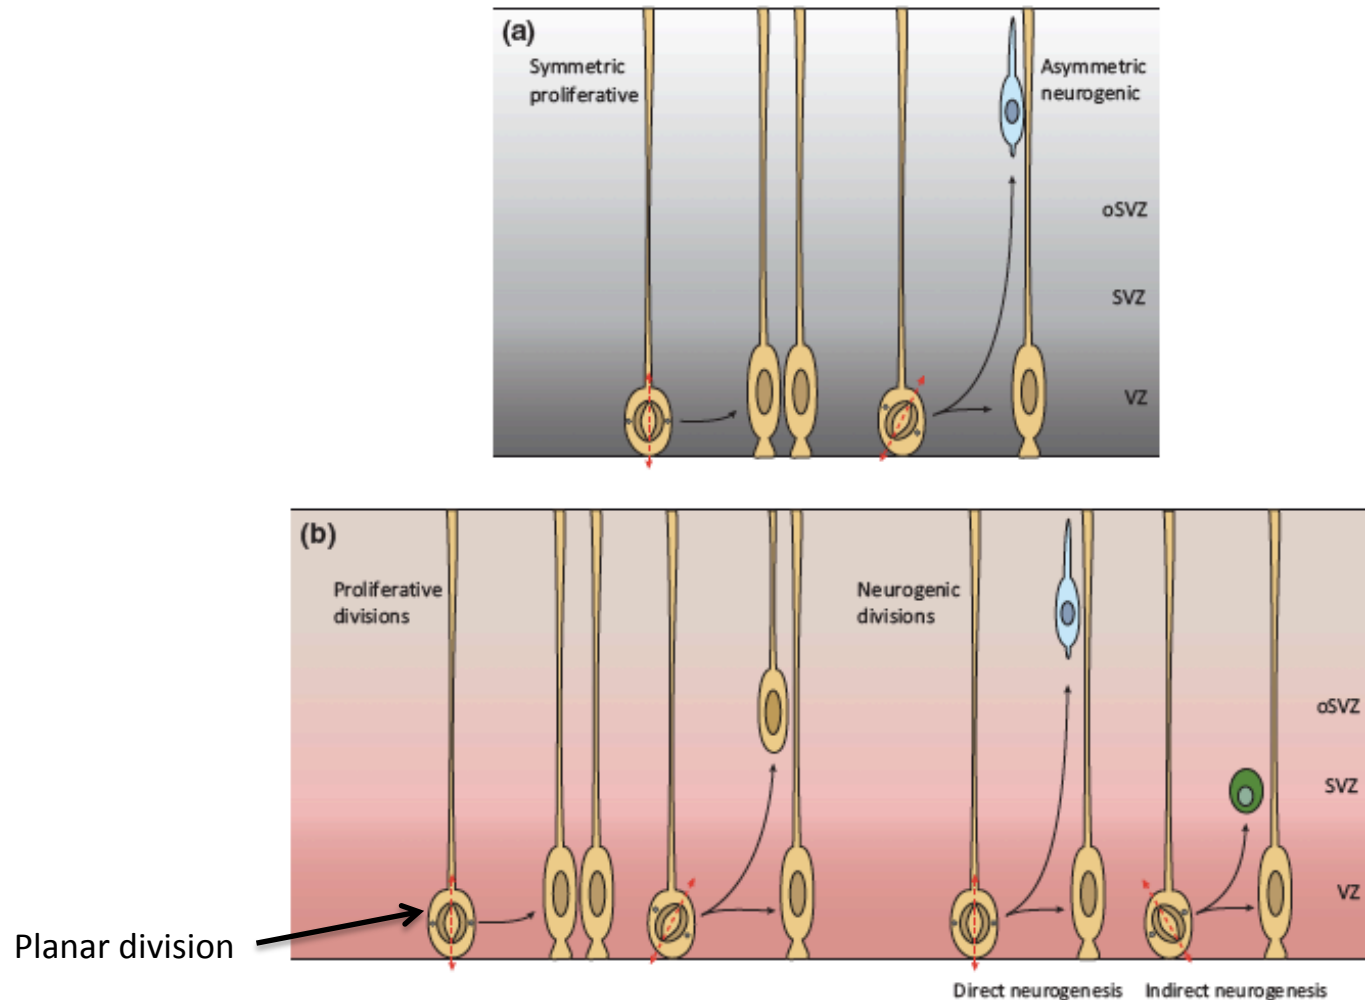 (a)
Symmetric
proliferative
Asymmetric
neurogenic
oSVZ
SVZ
VZ
(b)
Proliferative
divisions
Neurogenic
divisions
oSVZ
SVZ
VZ
Planar division
Direct neurogenesis
Indirect neurogenesis